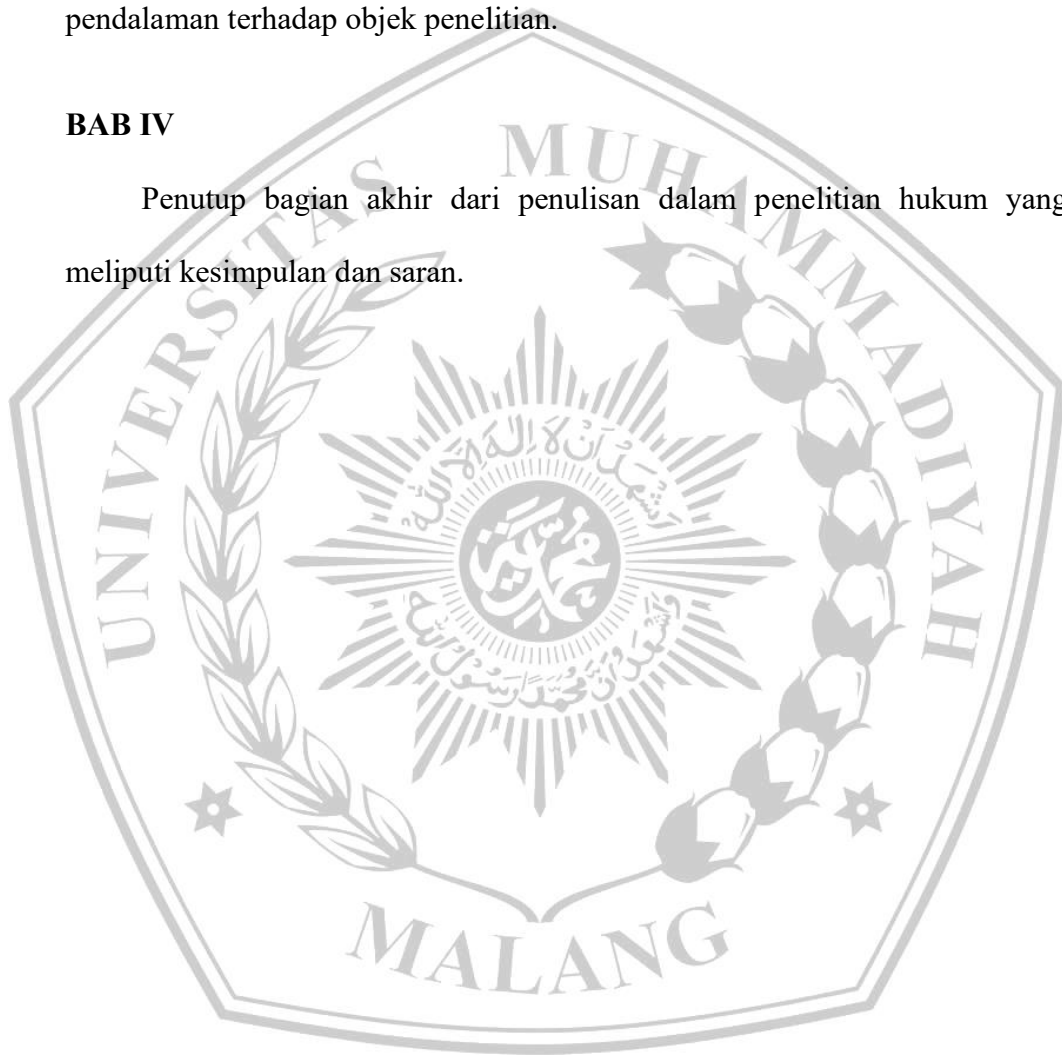 pendalaman terhadap objek penelitian.
BAB IV
Penutup bagian akhir dari penulisan dalam penelitian hukum yang
meliputi kesimpulan dan saran.
UNIVERSITAS MUHAMMADIYAH
MALANG